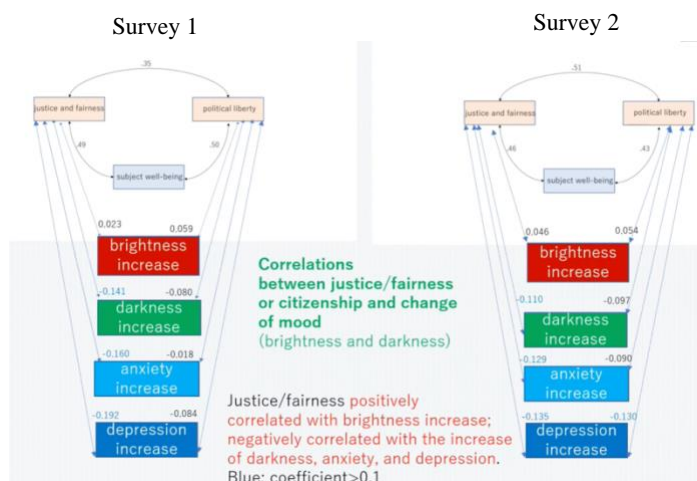 Survey 1
Survey 2
.35
justice and fairness
political liberty
.49
.50
subject well-being
0.023
0.059
brightness
increase
-0.141
-0.080
darkness
increase
-0.160
-0.018
anxiety
increase
-0.192
-0.084
depression
increase
Correlations
between justice/fairness
or citizenship and change
of mood
(brightness and darkness)
Justice/fairness positively
correlated with brightness increase;
negatively correlated with the increase
of darkness, anxiety, and depression.
Blue: coefficient>0.1
.51
justice and fairness
political liberty
.46
.43
subject well-being
0.046
0.054
brightness
increase
-0.110
-0.097
darkness
increase
-0.129
-0.090
anxiety
increase
-0.135
-0.130
depression
increase